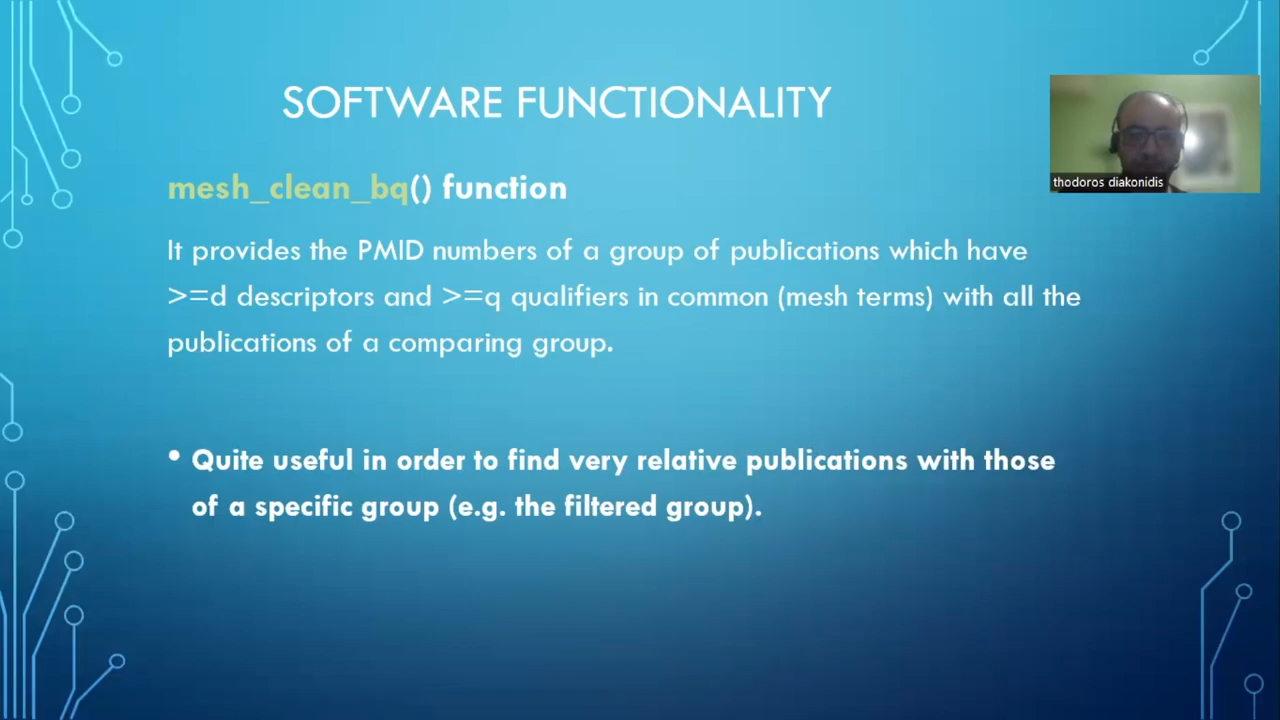 SOFTWARE FUNCTIONALITY
mesh_clean_bq() function
It provides the PMID numbers of a group of publications which have
>=d descriptors and >=q qualifiers in common (mesh terms) with all the
publications of a comparing group.
• Quite useful in order to find very relative publications with those
of a specific group (e.g. the filtered group).
thodoros diakonidis